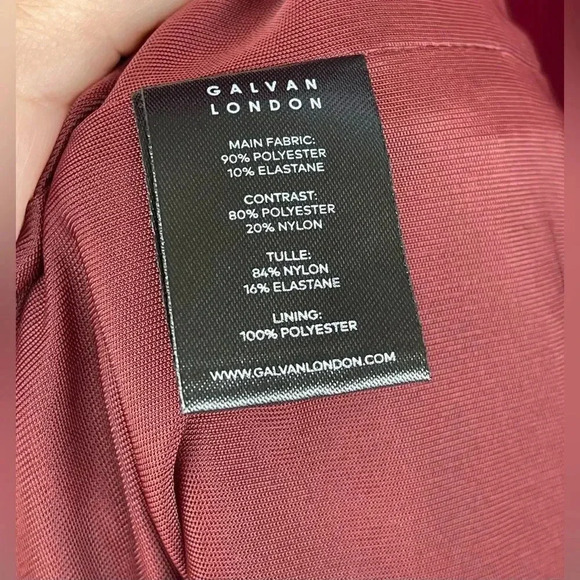 GALVAN
LONDON
MAIN FABRIC:
90% POLYESTER
10% ELASTANE
CONTRAST:
80% POLYESTER
20% NYLON
TULLE:
84% NYLON
16% ELASTANE
LINING:
100% POLYESTER
WWW.GALVANLONDON.COM